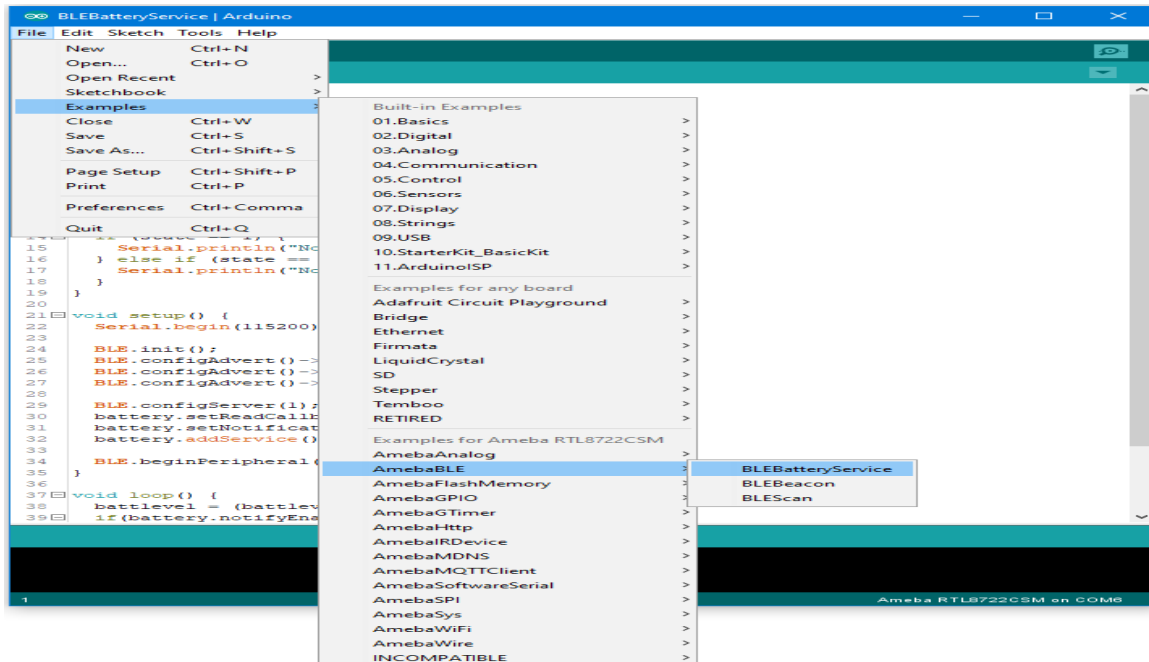 BLEBatteryService | Arduino
File Edit Sketch Tools Help
New Ctrl+N
Open... Ctrl+O
Open Recent >
Sketchbook >
Examples >
Close Ctrl+W
Save Ctrl+S
Save As... Ctrl+Shift+S
Page Setup Ctrl+Shift+P
Print Ctrl+P
Preferences Ctrl+Comma
Quit Ctrl+Q
Built-in Examples
01.Basics >
02.Digital >
03.Analog >
04.Communication >
05.Control >
06.Sensors >
07.Display >
08.Strings >
09.USB >
10.StarterKit_BasicKit >
11.ArduinoISP >
Examples for any board
Adafruit Circuit Playground >
Bridge >
Ethernet >
Firmata >
LiquidCrystal >
SD >
Stepper >
Temboo >
RETIRED >
Examples for Ameba RTL8722CSM
AmebaAnalog >
AmebaBLE >
AmebaFlashMemory >
AmebaGPIO >
AmebaGTimer >
AmebaHttp >
AmebaIRDevice >
AmebaMDNS >
AmebaMQTTClient >
AmebaSoftwareSerial >
AmebaSPI >
AmebaSys >
AmebaWiFi >
AmebaWire >
INCOMPATIBLE >
BLEBatteryService
BLEBeacon
BLEScan
15 Serial.println("No
16 } else if (state ==
17 Serial.println("No
18 }
19 }
20
21 void setup() {
22 Serial.begin(115200)
23
24 BLE.init();
25 BLE.configAdvert()->
26 BLE.configAdvert()->
27 BLE.configAdvert()->
28
29 BLE.configServer(1);
30 battery.setReadCallb
31 battery.setNotificat
32 battery.addService()
33
34 BLE.beginPeripheral(
35 }
36
37 void loop() {
38 battlevel = (battlev
39 if(battery.notifyEna
1
Ameba RTL8722CSM on COM6